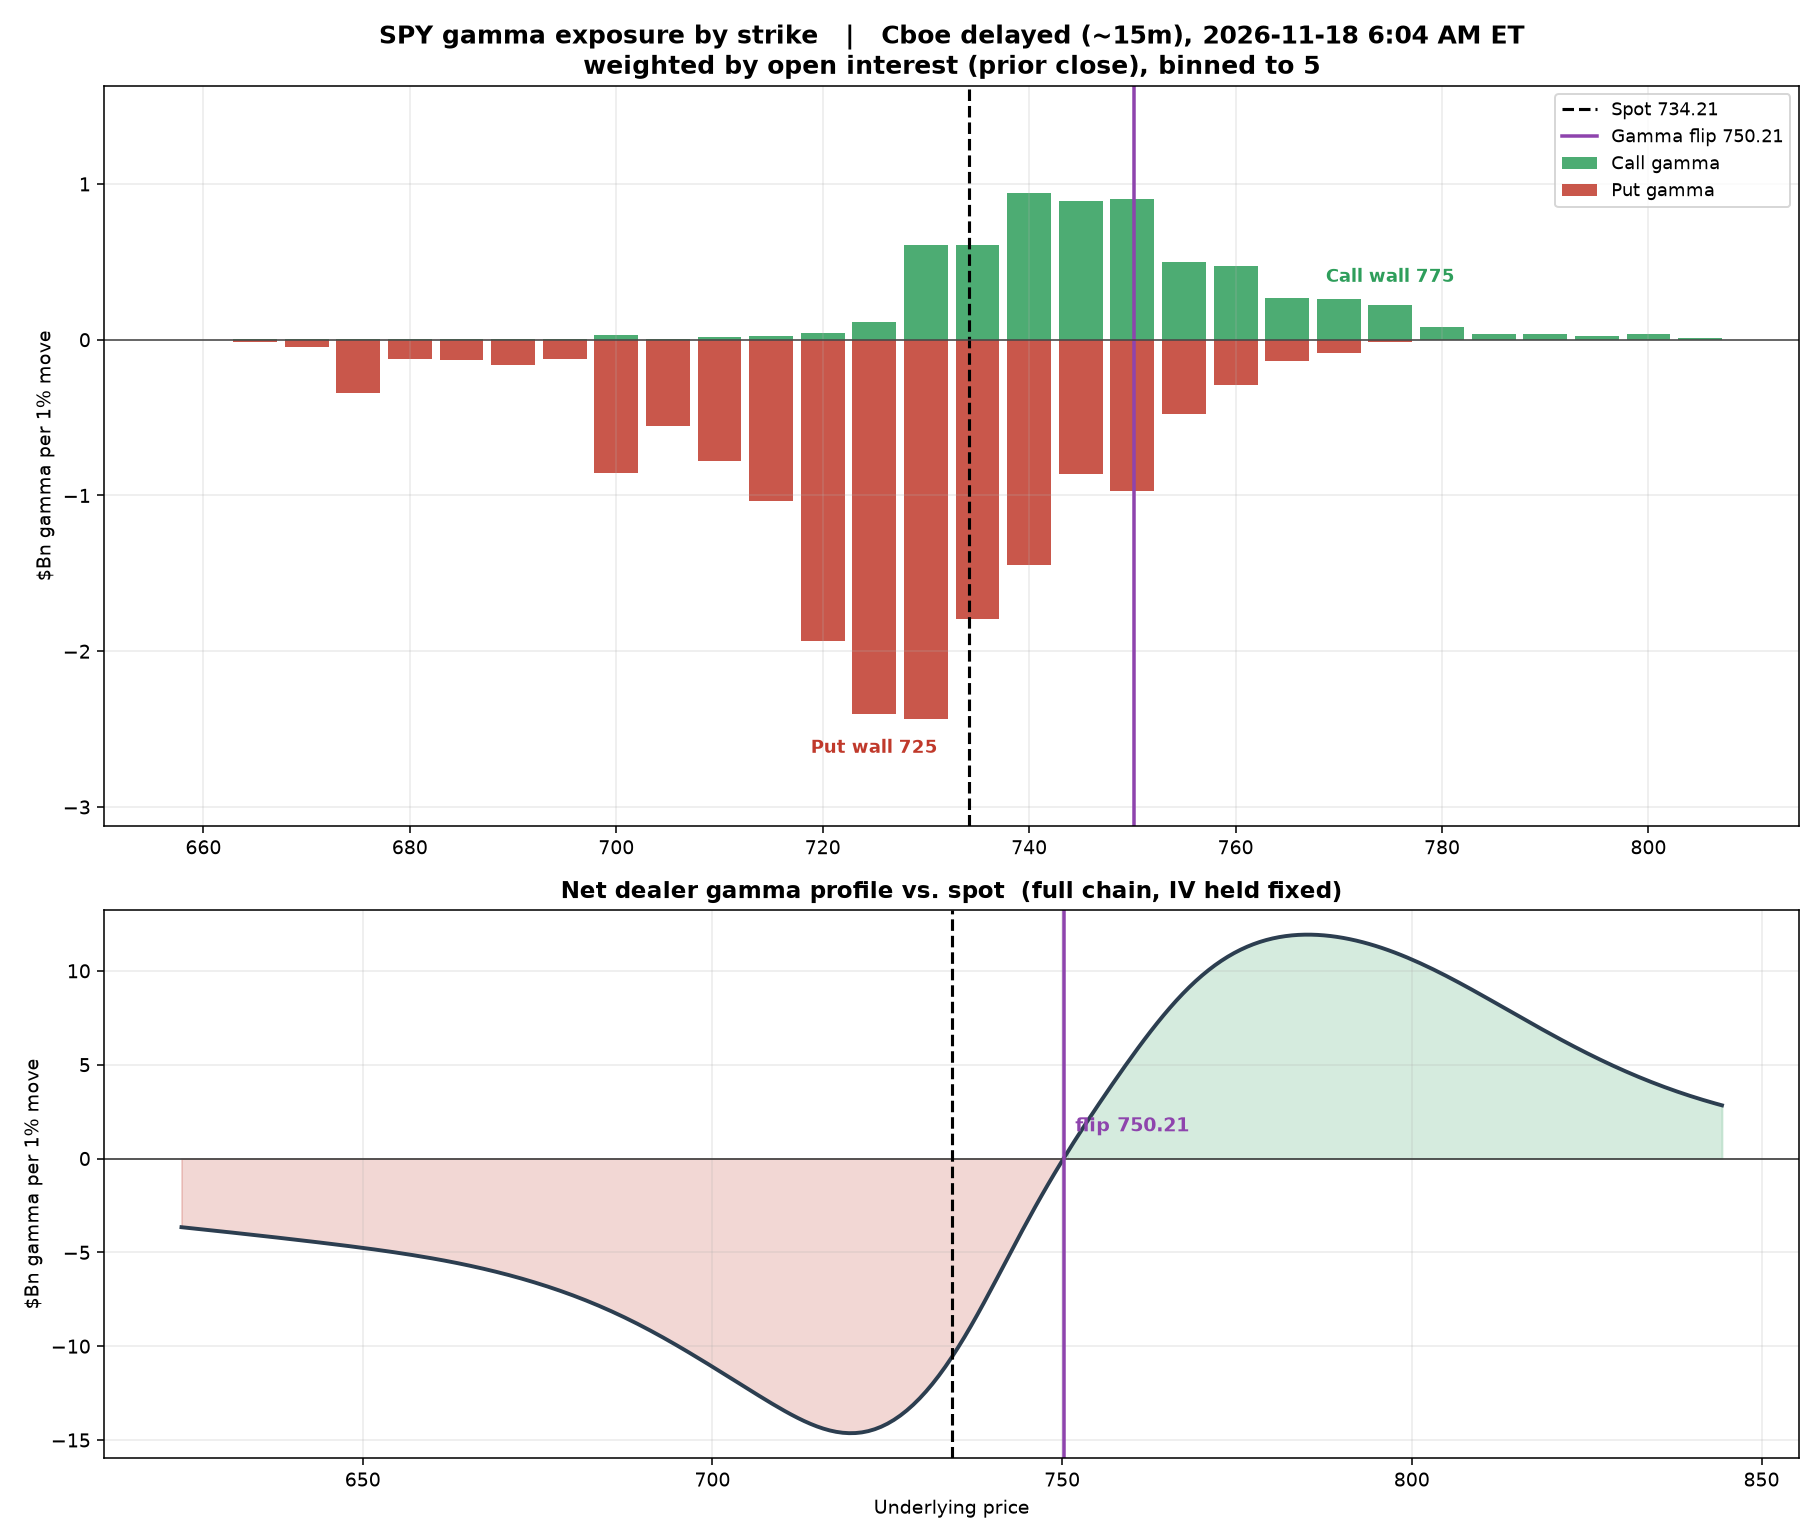 SPY gamma exposure by strike   |   Cboe delayed (~15m), 2026-11-18 6:04 AM ET
weighted by open interest (prior close), binned to 5
Spot 734.21
Gamma flip 750.21
Call gamma
Put gamma
Call wall 775
Put wall 725
$Bn gamma per 1% move
1
0
−1
−2
−3
660
680
700
720
740
760
780
800
Net dealer gamma profile vs. spot  (full chain, IV held fixed)
flip 750.21
$Bn gamma per 1% move
10
5
0
−5
−10
−15
650
700
750
800
850
Underlying price